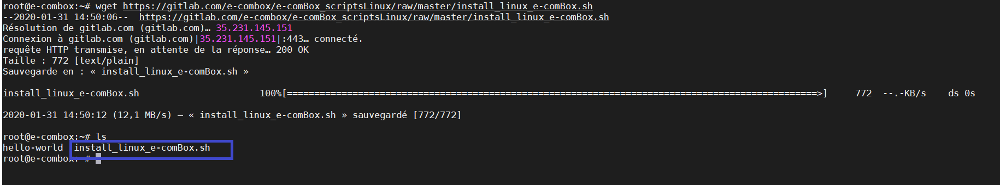 root@e-combox:~# wget https://gitlab.com/e-combox/e-comBox_scriptsLinux/raw/master/install_linux_e-comBox.sh
--2020-01-31 14:50:06--  https://gitlab.com/e-combox/e-comBox_scriptsLinux/raw/master/install_linux_e-comBox.sh
Résolution de gitlab.com (gitlab.com)… 35.231.145.151
Connexion à gitlab.com (gitlab.com)|35.231.145.151|:443… connecté.
requête HTTP transmise, en attente de la réponse… 200 OK
Taille : 772 [text/plain]
Sauvegarde en : « install_linux_e-comBox.sh »
install_linux_e-comBox.sh 100%[=================================================================================================>] 772 --.-KB/s ds 0s
2020-01-31 14:50:12 (12,1 MB/s) — « install_linux_e-comBox.sh » sauvegardé [772/772]
root@e-combox:~# ls
hello-world  install_linux_e-comBox.sh
root@e-combox:~#